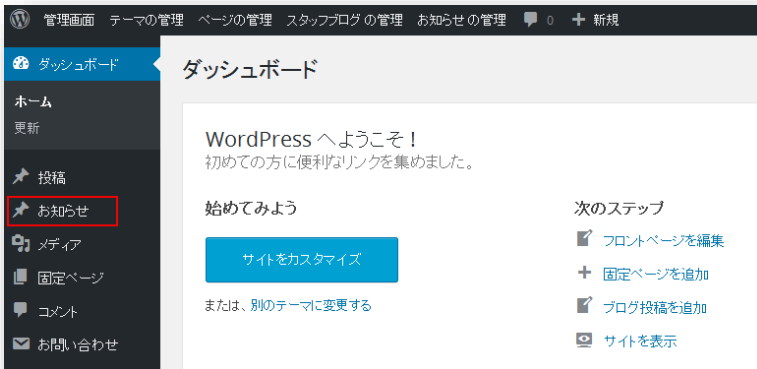 管理画面 テーマの管理 ページの管理 スタッフブログの管理 お知らせの管理 0 + 新規
ダッシュボード
ホーム
更新
投稿
お知らせ
メディア
固定ページ
コメント
お問い合わせ
ダッシュボード
WordPress へようこそ !
初めての方に便利なリンクを集めました。
始めてみよう
サイトをカスタマイズ
または、別のテーマに変更する
次のステップ
フロントページを編集
固定ページを追加
ブログ投稿を追加
サイトを表示